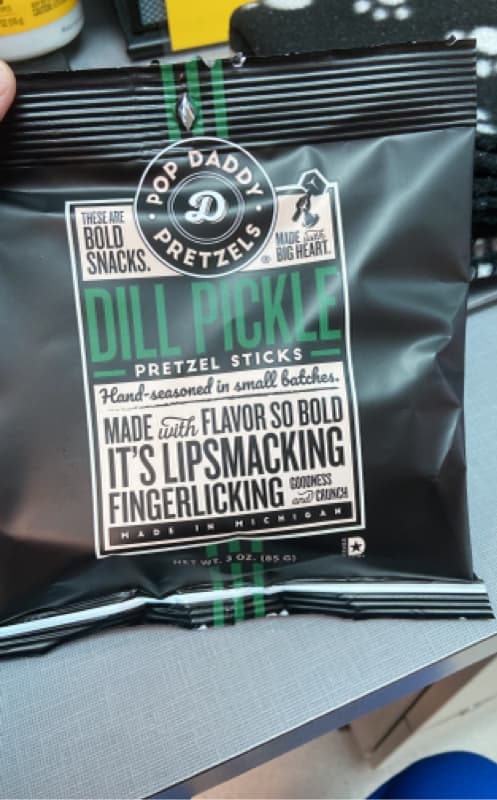 POP DADDY
D
PRETZELS
THESE ARE
BOLD
SNACKS.
MADE with
BIG HEART.
DILL PICKLE
PRETZEL STICKS
Hand-seasoned in small batches.
MADE with FLAVOR SO BOLD
IT'S LIPSMACKING
FINGERLICKING GOODNESS
and CRUNCH
MADE IN MICHIGAN
NET WT. 3 OZ. (85 G)